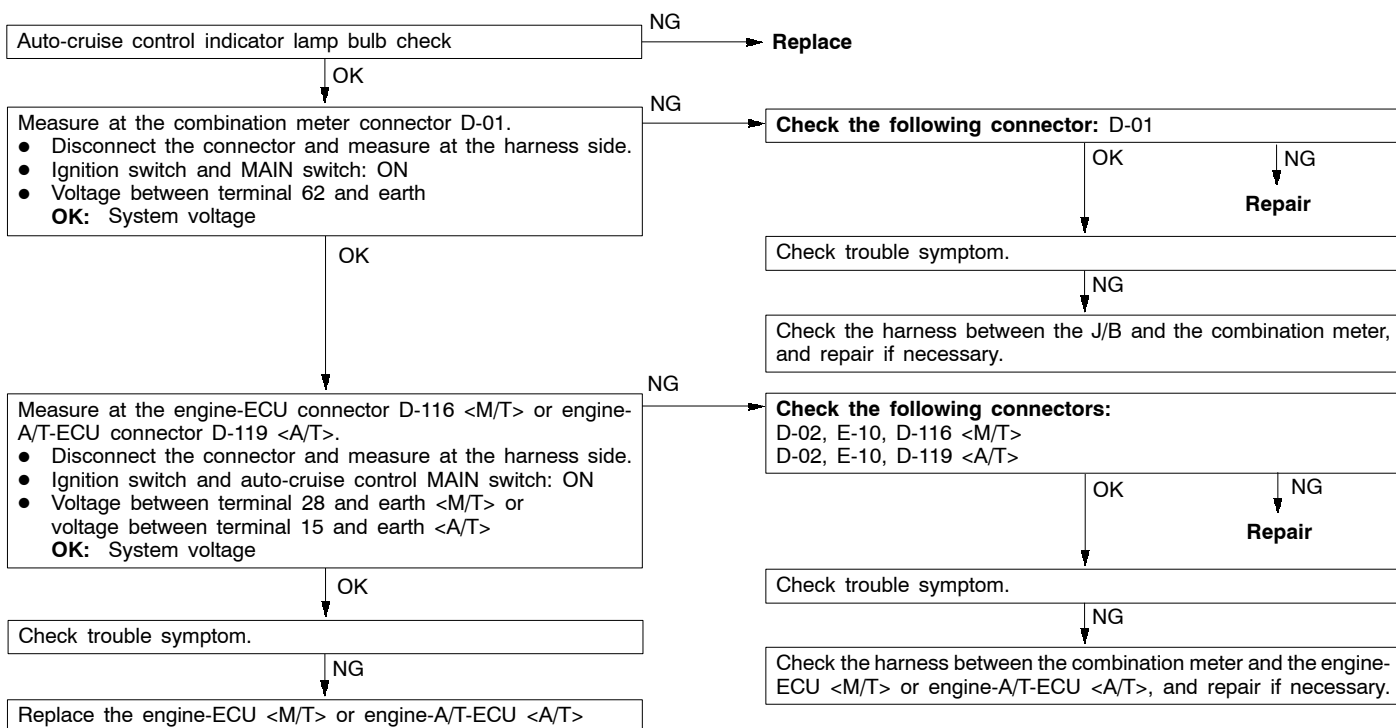 Auto-cruise control indicator lamp bulb check
NG
Replace
OK
Measure at the combination meter connector D-01.
● Disconnect the connector and measure at the harness side.
● Ignition switch and MAIN switch: ON
● Voltage between terminal 62 and earth
OK: System voltage
NG
Check the following connector: D-01
OK
NG
Repair
Check trouble symptom.
NG
Check the harness between the J/B and the combination meter,
and repair if necessary.
OK
Measure at the engine-ECU connector D-116 <M/T> or engine-
A/T-ECU connector D-119 <A/T>.
● Disconnect the connector and measure at the harness side.
● Ignition switch and auto-cruise control MAIN switch: ON
● Voltage between terminal 28 and earth <M/T> or
voltage between terminal 15 and earth <A/T>
OK: System voltage
NG
Check the following connectors:
D-02, E-10, D-116 <M/T>
D-02, E-10, D-119 <A/T>
OK
NG
Repair
Check trouble symptom.
NG
Check the harness between the combination meter and the engine-
ECU <M/T> or engine-A/T-ECU <A/T>, and repair if necessary.
OK
Check trouble symptom.
NG
Replace the engine-ECU <M/T> or engine-A/T-ECU <A/T>